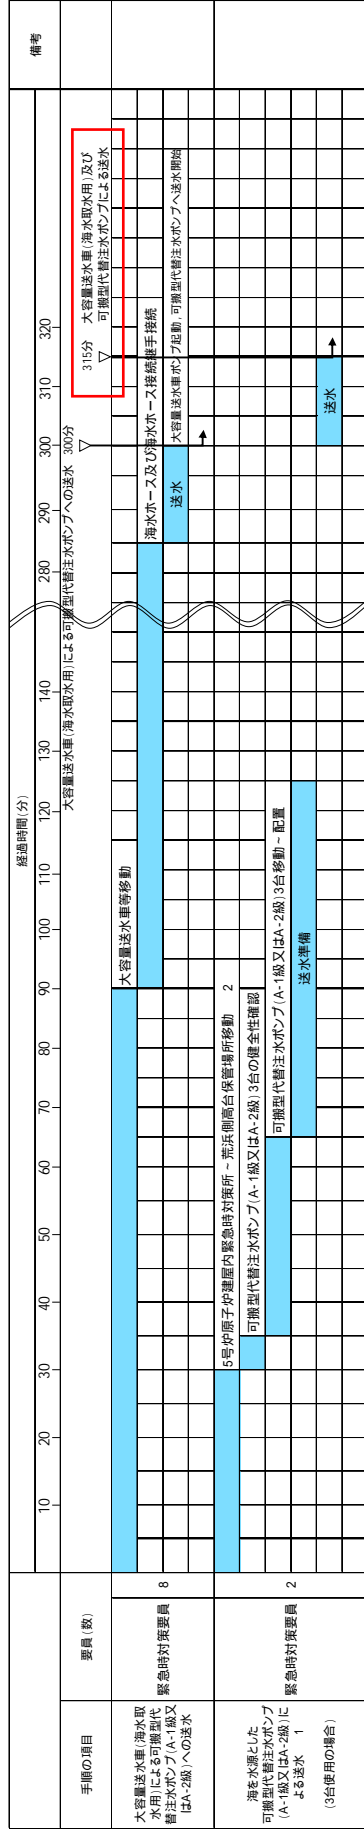 経過時間(分)
備考
手順の項目
要員(数)
10
20
30
40
50
60
70
80
90
100
110
120
130
140
280
290
300
310
320
大容量送水車(海水取水用)による可搬型代替注水ポンプへの送水 300分
315分
大容量送水車(海水取水用)及び
可搬型代替注水ポンプによる送水
大容量送水車(海水取
水用)による可搬型代
替注水ポンプ(A-1級又
はA-2級)への送水
緊急時対策要員
8
大容量送水車等移動
海水ホース及び海水ホース接続継手接続
送水
大容量送水車ポンプ起動,可搬型代替注水ポンプへ送水開始
海を水源とした
可搬型代替注水ポンプ
(A-1級又はA-2級)に
よる送水 1
(3台使用の場合)
緊急時対策要員
2
5号炉原子炉建屋内緊急時対策所~荒浜側高台保管場所移動 2
可搬型代替注水ポンプ(A-1級又はA-2級)3台の健全性確認
可搬型代替注水ポンプ(A-1級又はA-2級)3台移動~配置
送水準備
送水